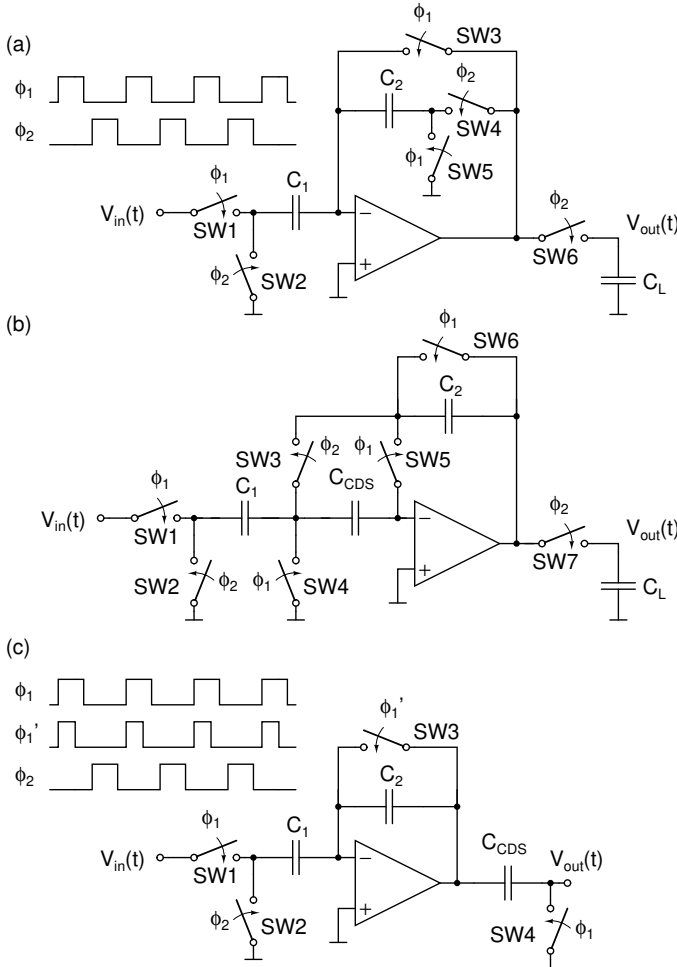 (a)
ϕ1
SW3
ϕ1
C2
ϕ2
ϕ2
SW4
ϕ1
SW5
ϕ1
C1
Vin(t)
SW1
−
ϕ2
Vout(t)
ϕ2
SW2
+
SW6
CL
(b)
ϕ1
SW6
C2
SW3
ϕ2
ϕ1
SW5
ϕ1
C1
CCDS
Vin(t)
SW1
−
ϕ2
Vout(t)
SW2
ϕ2
ϕ1
SW4
+
SW7
CL
(c)
ϕ1
ϕ1'
ϕ1'
SW3
ϕ2
C2
ϕ1
C1
CCDS
Vin(t)
SW1
−
Vout(t)
ϕ2
SW2
+
SW4
ϕ1